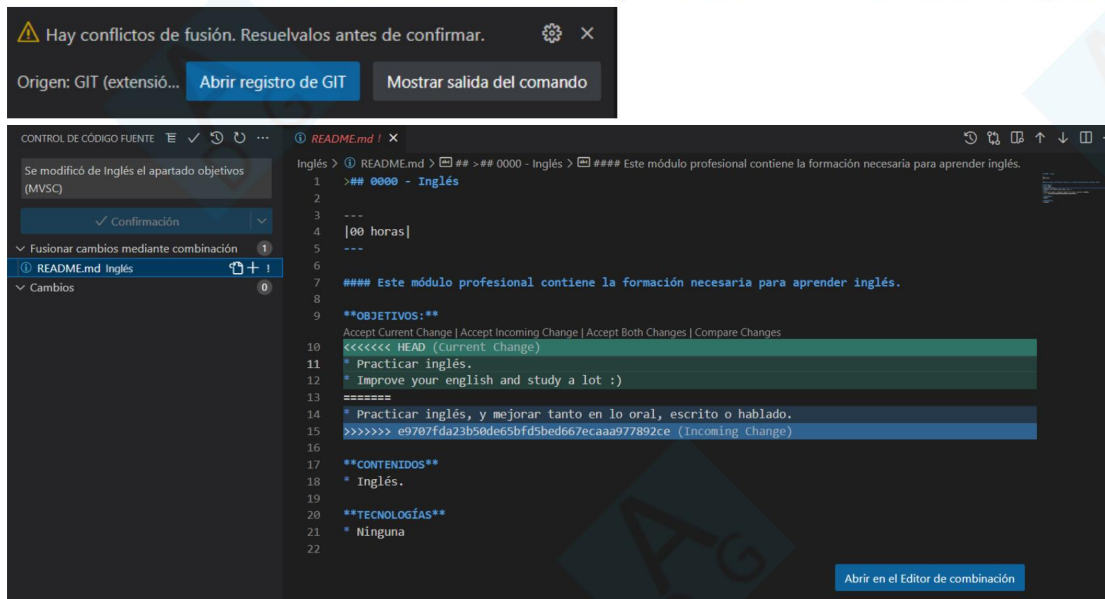 Hay conflictos de fusión. Resuelvalos antes de confirmar.
Origen: GIT (extensió... Abrir registro de GIT Mostrar salida del comando
CONTROL DE CÓDIGO FUENTE
Se modificó de Inglés el apartado objetivos
(MVSC)
Confirmación
Fusionar cambios mediante combinación 1
README.md Inglés !
Cambios 0
README.md !
Inglés > README.md > ## >## 0000 - Inglés > #### Este módulo profesional contiene la formación necesaria para aprender inglés.
1 >## 0000 - Inglés
2
3 ---
4 |00 horas|
5 ---
6
7 #### Este módulo profesional contiene la formación necesaria para aprender inglés.
8
9 **OBJETIVOS:**
Accept Current Change | Accept Incoming Change | Accept Both Changes | Compare Changes
10 <<<<<<< HEAD (Current Change)
11 * Practicar inglés.
12 * Improve your english and study a lot :)
13 =======
14 * Practicar inglés, y mejorar tanto en lo oral, escrito o hablado.
15 >>>>>>> e9707fda23b50de65bfd5bed667ecaaa977892ce (Incoming Change)
16
17 **CONTENIDOS**
18 * Inglés.
19
20 **TECNOLOGÍAS**
21 * Ninguna
22
Abrir en el Editor de combinación
A
G